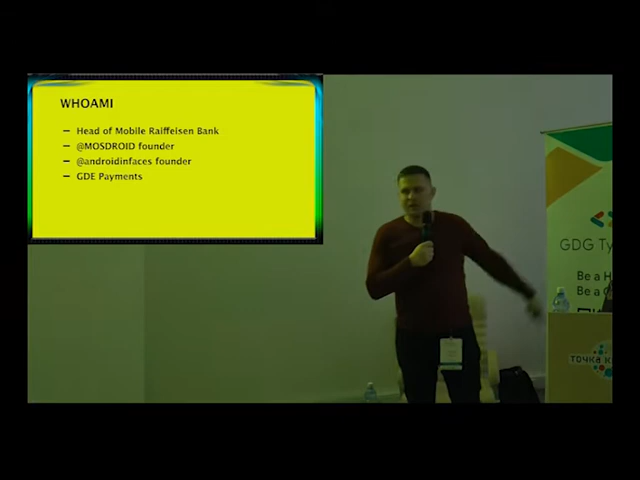 WHOAMI
– Head of Mobile Raiffeisen Bank
– @MOSDROID founder
– @androidinfaces founder
– GDE Payments
GDG Ty
Be a H
Be a
точка к